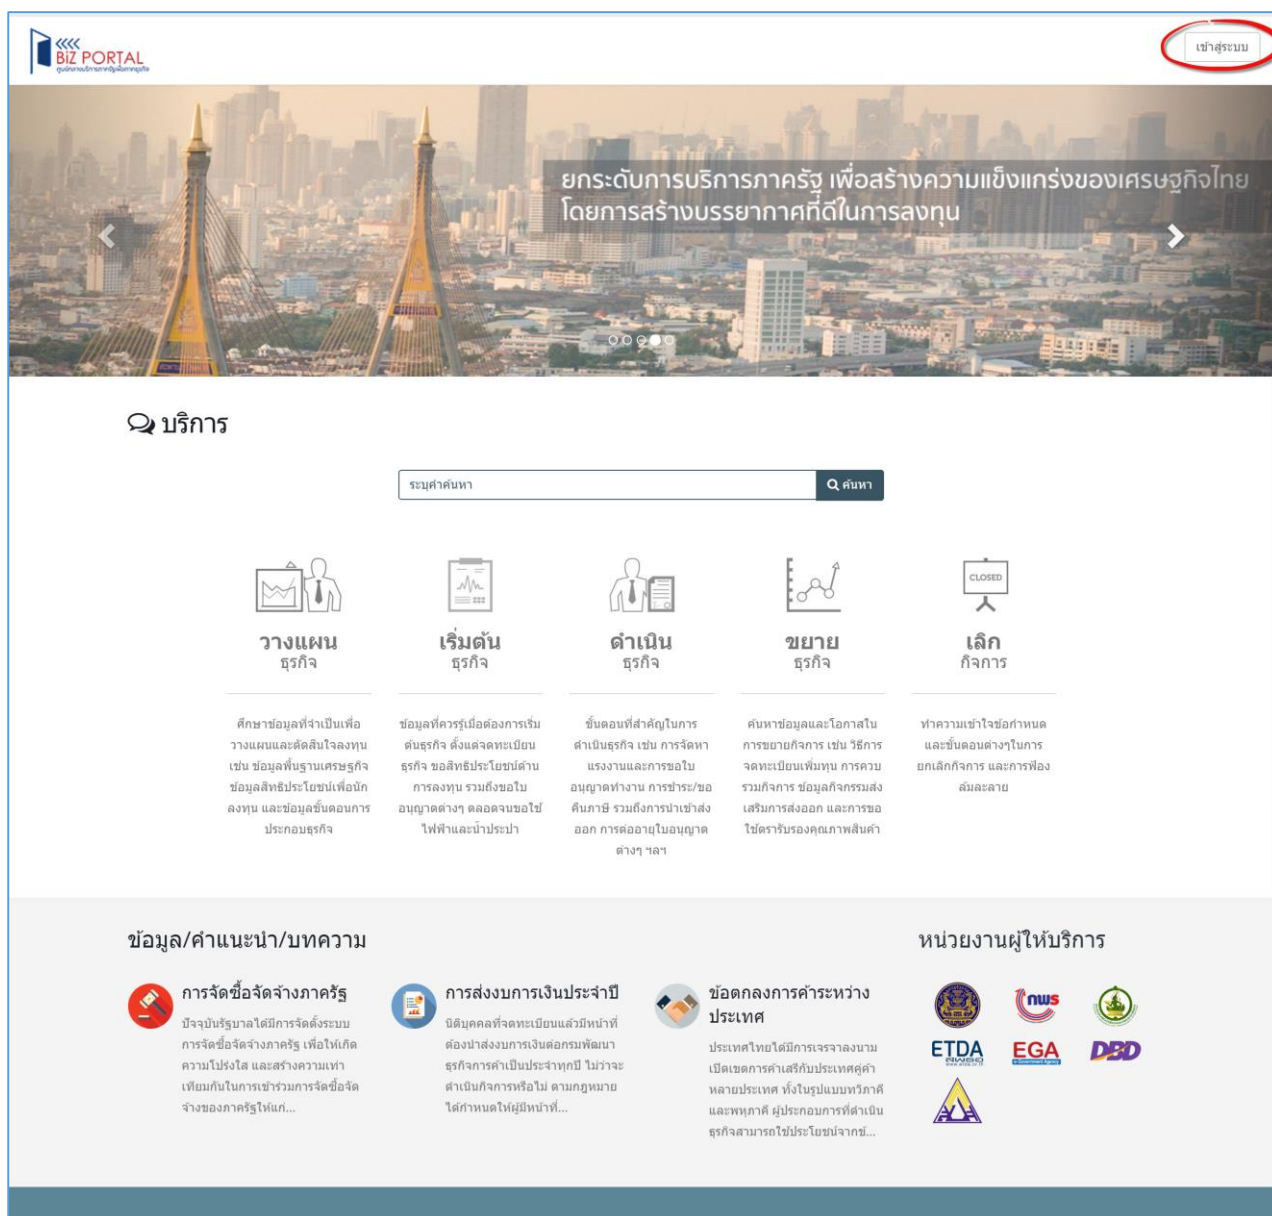 BiZ PORTAL
ศูนย์กลางบริการภาครัฐเพื่อภาคธุรกิจ
เข้าสู่ระบบ
ยกระดับการบริการภาครัฐ เพื่อสร้างความแข็งแกร่งของเศรษฐกิจไทย
โดยการสร้างบรรยากาศที่ดีในการลงทุน
บริการ
ระบุคำค้นหา
ค้นหา
วางแผน
ธุรกิจ
ศึกษาข้อมูลที่จำเป็นเพื่อ
วางแผนและตัดสินใจลงทุน
เช่น ข้อมูลพื้นฐานเศรษฐกิจ
ข้อมูลสิทธิประโยชน์เพื่อนัก
ลงทุน และข้อมูลขั้นตอนการ
ประกอบธุรกิจ
เริ่มต้น
ธุรกิจ
ข้อมูลที่ควรรู้เมื่อต้องการเริ่ม
ต้นธุรกิจ ตั้งแต่จดทะเบียน
ธุรกิจ ขอสิทธิประโยชน์ด้าน
การลงทุน รวมถึงขอใบ
อนุญาตต่างๆ ตลอดจนขอใช้
ไฟฟ้าและน้ำประปา
ดำเนิน
ธุรกิจ
ขั้นตอนที่สำคัญในการ
ดำเนินธุรกิจ เช่น การจัดหา
แรงงานและการขอใบ
อนุญาตทำงาน การชำระ/ขอ
คืนภาษี รวมถึงการนำเข้าส่ง
ออก การต่ออายุใบอนุญาต
ต่างๆ ฯลฯ
ขยาย
ธุรกิจ
ค้นหาข้อมูลและโอกาสใน
การขยายกิจการ เช่น วิธีการ
จดทะเบียนเพิ่มทุน การควบ
รวมกิจการ ข้อมูลกิจกรรมส่ง
เสริมการส่งออก และการขอ
ใช้ตรารับรองคุณภาพสินค้า
CLOSED
เลิก
กิจการ
ทำความเข้าใจข้อกำหนด
และขั้นตอนต่างๆในการ
ยกเลิกกิจการ และการฟ้อง
ล้มละลาย
ข้อมูล/คำแนะนำ/บทความ
การจัดซื้อจัดจ้างภาครัฐ
ปัจจุบันรัฐบาลได้มีการจัดตั้งระบบ
การจัดซื้อจัดจ้างภาครัฐ เพื่อให้เกิด
ความโปร่งใส และสร้างความเท่า
เทียมกันในการเข้าร่วมการจัดซื้อจัด
จ้างของภาครัฐให้แก่...
การส่งงบการเงินประจำปี
นิติบุคคลที่จดทะเบียนแล้วมีหน้าที่
ต้องนำส่งงบการเงินต่อกรมพัฒนา
ธุรกิจการค้าเป็นประจำทุกปี ไม่ว่าจะ
ดำเนินกิจการหรือไม่ ตามกฎหมาย
ได้กำหนดให้ผู้มีหน้าที่...
ข้อตกลงการค้าระหว่าง
ประเทศ
ประเทศไทยได้มีการเจรจาลงนาม
เปิดเขตการค้าเสรีกับประเทศคู่ค้า
หลายประเทศ ทั้งในรูปแบบทวิภาคี
และพหุภาคี ผู้ประกอบการที่ดำเนิน
ธุรกิจสามารถใช้ประโยชน์จากข้...
หน่วยงานผู้ให้บริการ
กพร
ETDA
สพธอ
EGA
e-Government Agency
DBD